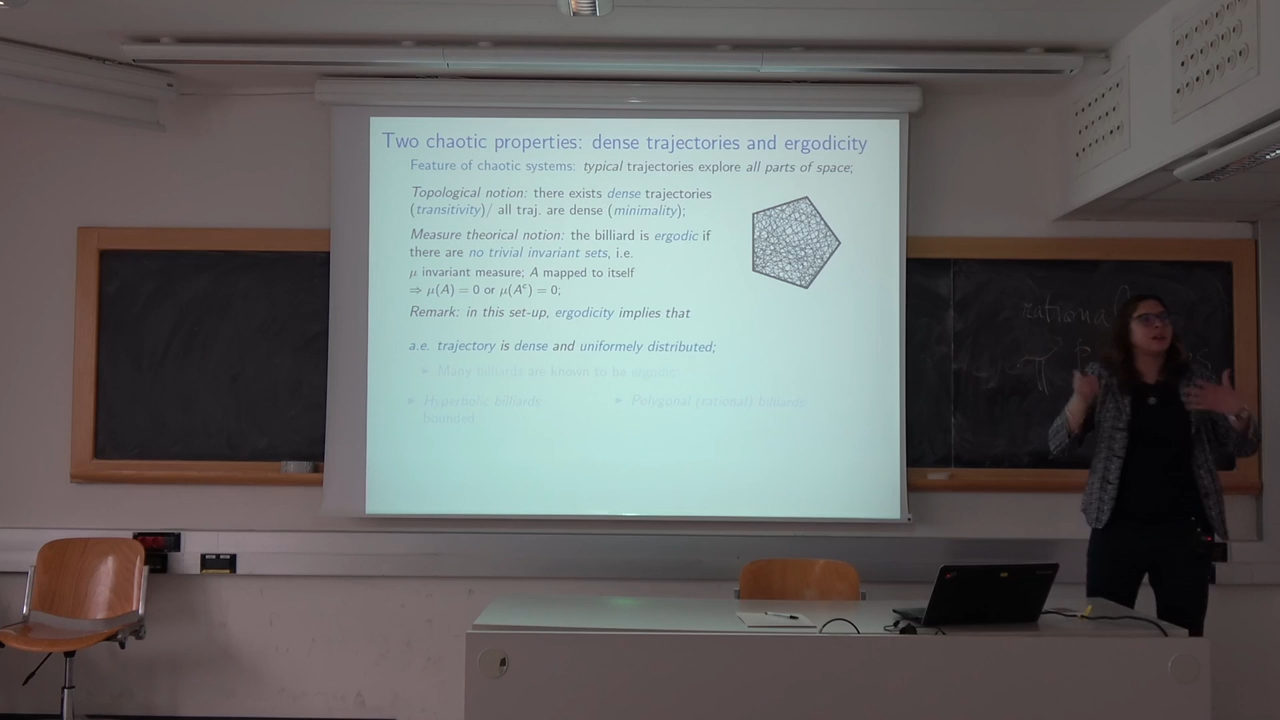 Two chaotic properties: dense trajectories and ergodicity
Feature of chaotic systems: typical trajectories explore all parts of space;
Topological notion: there exists dense trajectories
(transitivity)/ all traj. are dense (minimality);
Measure theorical notion: the billiard is ergodic if
there are no trivial invariant sets, i.e.
μ invariant measure; A mapped to itself
⇒ μ(A) = 0 or μ(Aᶜ) = 0;
Remark: in this set-up, ergodicity implies that
a.e. trajectory is dense and uniformely distributed;
▶ Many billiards are known to be ergodic
▶ Hyperbolic billiards
bounded
▶ Polygonal (rational) billiards
rational